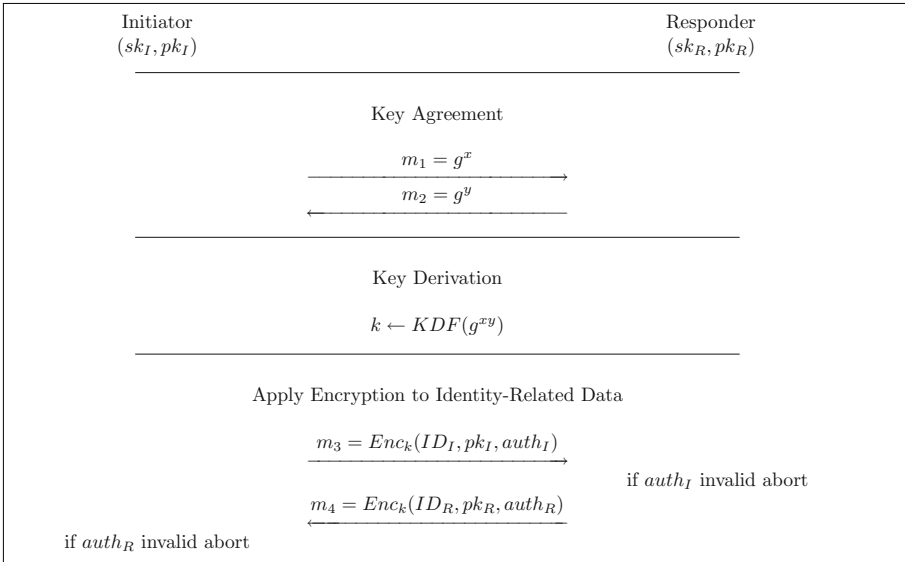 Initiator
(sk_I, pk_I)
Responder
(sk_R, pk_R)
Key Agreement
m_1 = g^x
m_2 = g^y
Key Derivation
k ← KDF(g^{xy})
Apply Encryption to Identity-Related Data
m_3 = Enc_k(ID_I, pk_I, auth_I)
if auth_I invalid abort
m_4 = Enc_k(ID_R, pk_R, auth_R)
if auth_R invalid abort